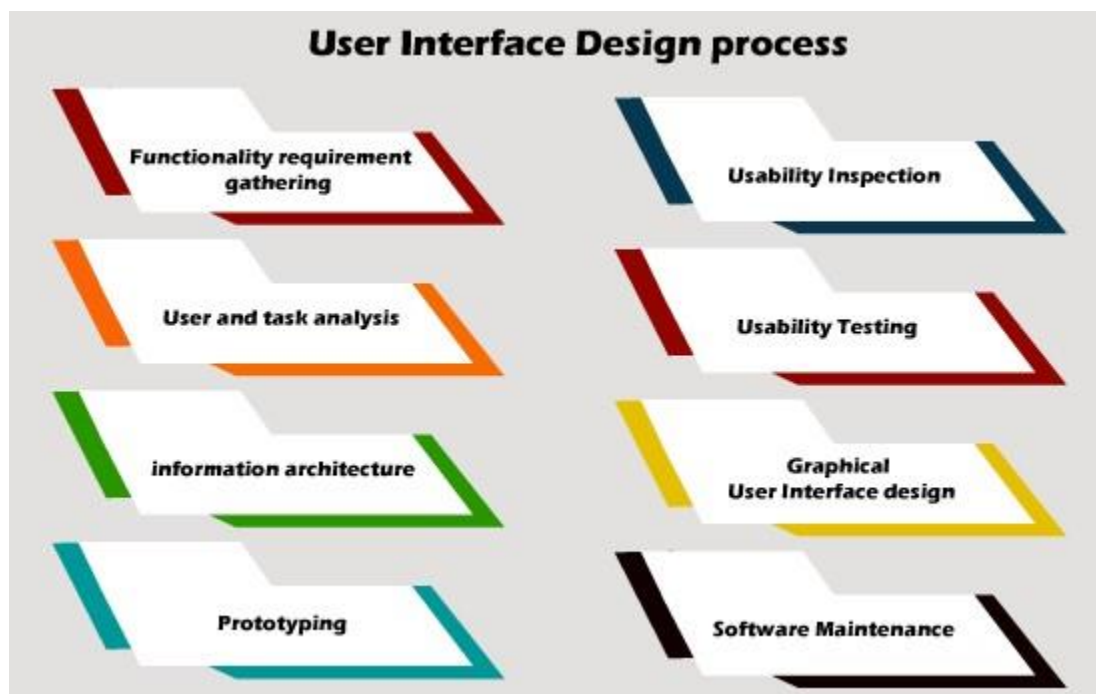 User Interface Design process
Functionality requirement
gathering
User and task analysis
information architecture
Prototyping
Usability Inspection
Usability Testing
Graphical
User Interface design
Software Maintenance